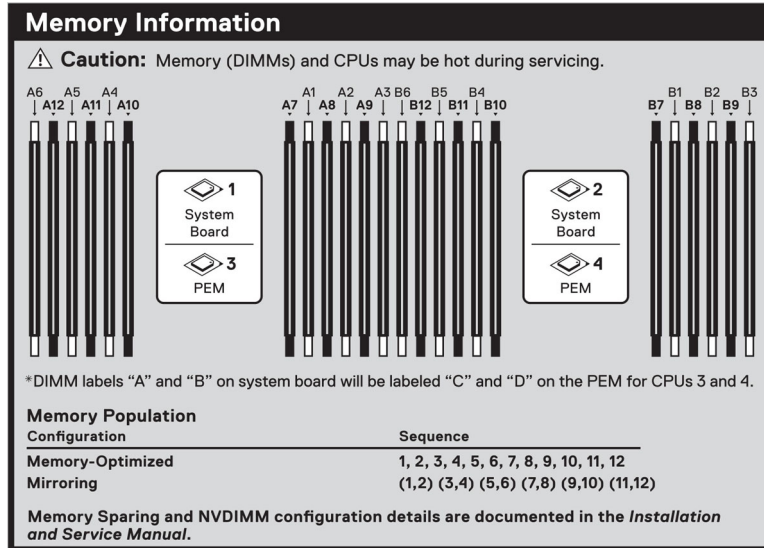 Memory Information
Caution: Memory (DIMMs) and CPUs may be hot during servicing.
A6 A5 A4 A1 A2 A3 B6 B5 B4 B1 B2 B3
A12 A11 A10 A7 A8 A9 B12 B11 B10 B7 B8 B9
1
System
Board
3
PEM
2
System
Board
4
PEM
*DIMM labels “A” and “B” on system board will be labeled “C” and “D” on the PEM for CPUs 3 and 4.
Memory Population
Configuration Sequence
Memory-Optimized 1, 2, 3, 4, 5, 6, 7, 8, 9, 10, 11, 12
Mirroring (1,2) (3,4) (5,6) (7,8) (9,10) (11,12)
Memory Sparing and NVDIMM configuration details are documented in the Installation
and Service Manual.